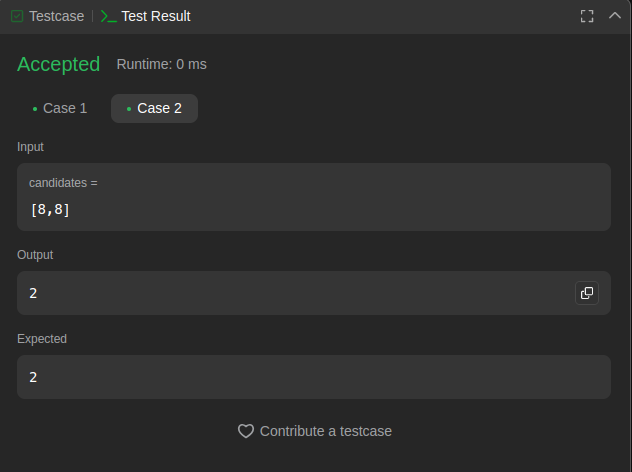 Testcase | Test Result
Accepted Runtime: 0 ms
Case 1 Case 2
Input
candidates =
[8,8]
Output
2
Expected
2
Contribute a testcase